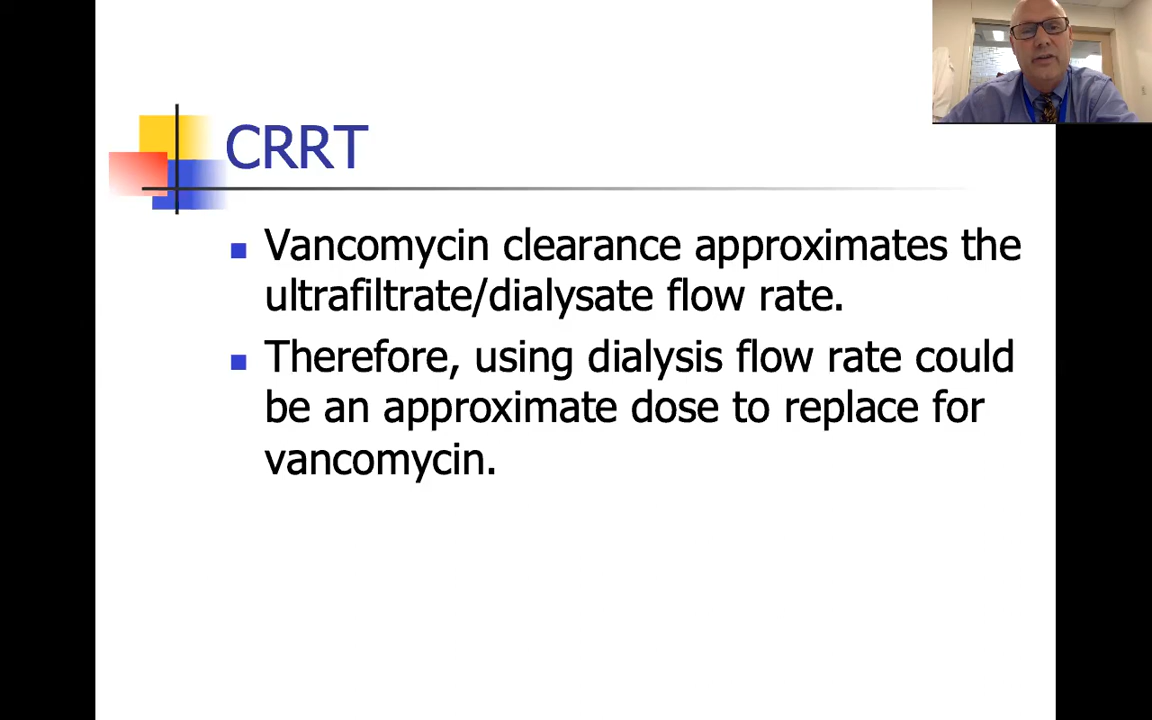 CRRT
Vancomycin clearance approximates the
ultrafiltrate/dialysate flow rate.
Therefore, using dialysis flow rate could
be an approximate dose to replace for
vancomycin.